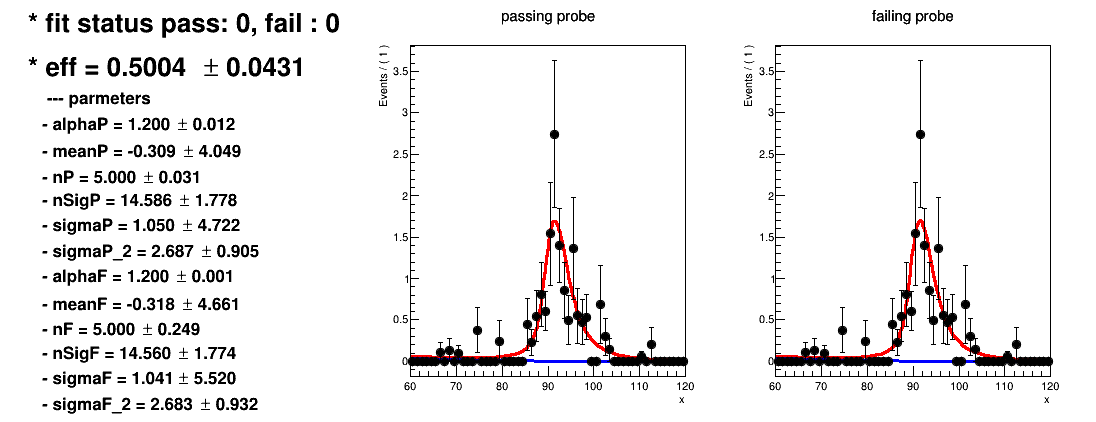 * fit status pass: 0, fail : 0
* eff = 0.5004 ± 0.0431
--- parmeters
- alphaP = 1.200 ± 0.012
- meanP = -0.309 ± 4.049
- nP = 5.000 ± 0.031
- nSigP = 14.586 ± 1.778
- sigmaP = 1.050 ± 4.722
- sigmaP_2 = 2.687 ± 0.905
- alphaF = 1.200 ± 0.001
- meanF = -0.318 ± 4.661
- nF = 5.000 ± 0.249
- nSigF = 14.560 ± 1.774
- sigmaF = 1.041 ± 5.520
- sigmaF_2 = 2.683 ± 0.932
passing probe
Events / ( 1 )
3.5
3
2.5
2
1.5
1
0.5
0
60 70 80 90 100 110 120
x
failing probe
Events / ( 1 )
3.5
3
2.5
2
1.5
1
0.5
0
60 70 80 90 100 110 120
x